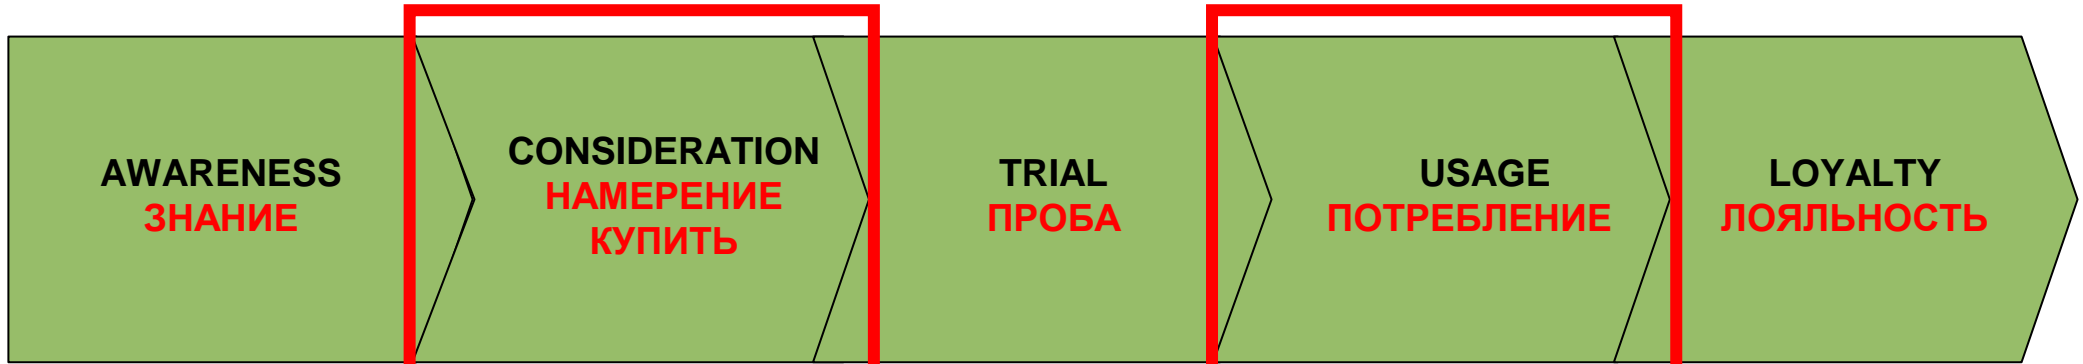 AWARENESS
ЗНАНИЕ
CONSIDERATION
НАМЕРЕНИЕ
КУПИТЬ
TRIAL
ПРОБА
USAGE
ПОТРЕБЛЕНИЕ
LOYALTY
ЛОЯЛЬНОСТЬ